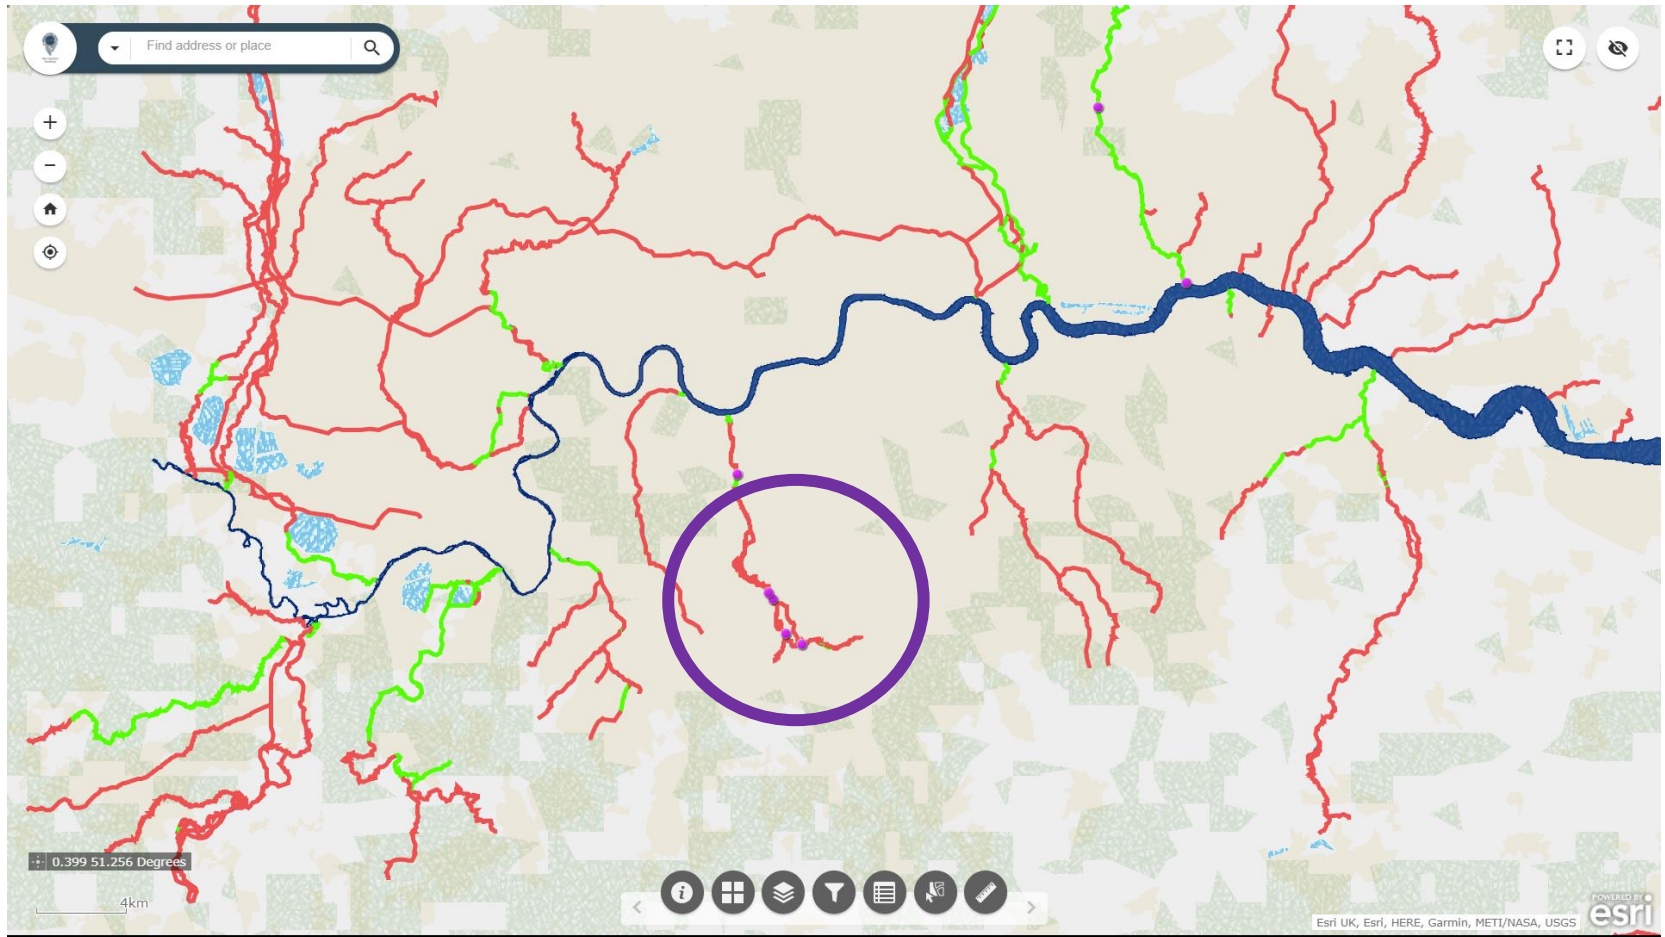 Find address or place
0.399 51.256 Degrees
4km
Esri UK, Esri, HERE, Garmin, METI/NASA, USGS
POWERED BY
esri